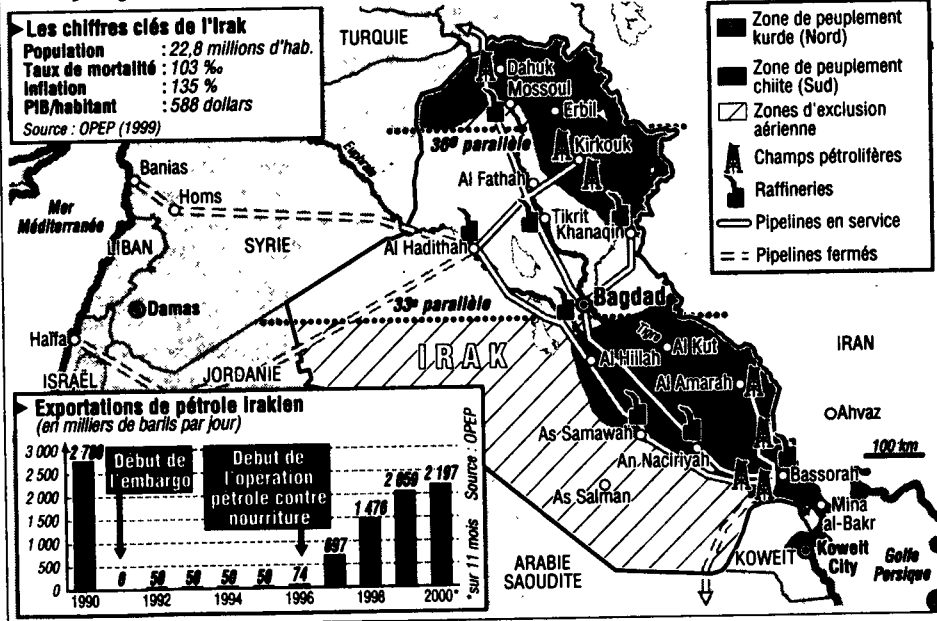 Les chiffres clés de l'Irak
Population : 22,8 millions d'hab.
Taux de mortalité : 103 ‰
Inflation : 135 %
PIB/habitant : 588 dollars
Source : OPEP (1999)
Zone de peuplement
kurde (Nord)
Zone de peuplement
chiite (Sud)
Zones d'exclusion
aérienne
Champs pétrolifères
Raffineries
Pipelines en service
Pipelines fermés
TURQUIE
Dahuk
Mossoul
Erbil
36e parallèle
Kirkouk
Euphrate
Banias
Homs
Al Fathah
Mer
Méditerranée
LIBAN
SYRIE
Tikrit
Khanaqin
Al Hadithah
Damas
Bagdad
33e parallèle
Tigre
Haïfa
IRAK
Al Kut
IRAN
Al Hillah
ISRAËL
JORDANIE
Al Amarah
Ahvaz
As Samawah
100 km
An Naciriyah
Bassorah
As Salman
Mina
al-Bakr
ARABIE
SAOUDITE
KOWEIT
Koweit
City
Golfe
Persique
Exportations de pétrole irakien
(en milliers de barils par jour)
3 000
2 500
2 000
1 500
1 000
500
0
Début de
l'embargo
Début de
l'operation
pétrole contre
nourriture
0
50
50
50
50
74
697
1 476
2 050
2 197
1990
1992
1994
1996
1998
2000*
Source : OPEP
*sur 11 mois